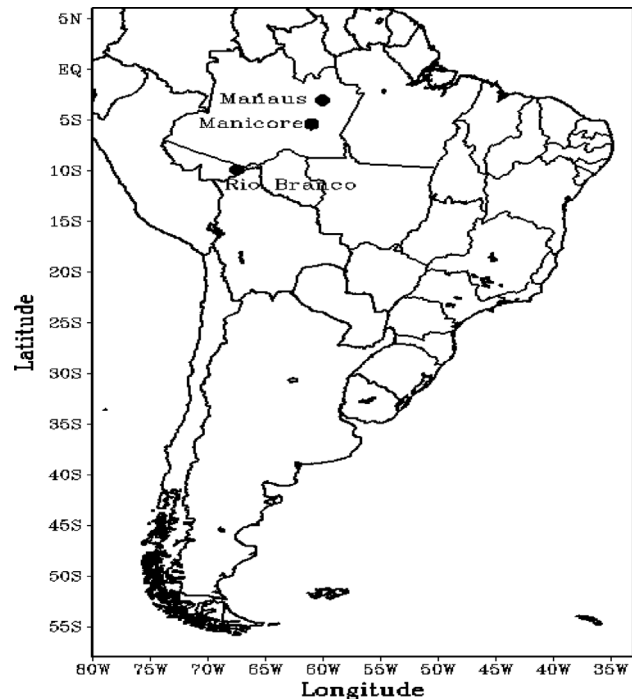 5N
EQ
Manaus
Manicore
5S
10S
Rio Branco
15S
20S
Latitude
25S
30S
35S
40S
45S
50S
55S
80W 75W 70W 65W 60W 55W 50W 45W 40W 35W
Longitude